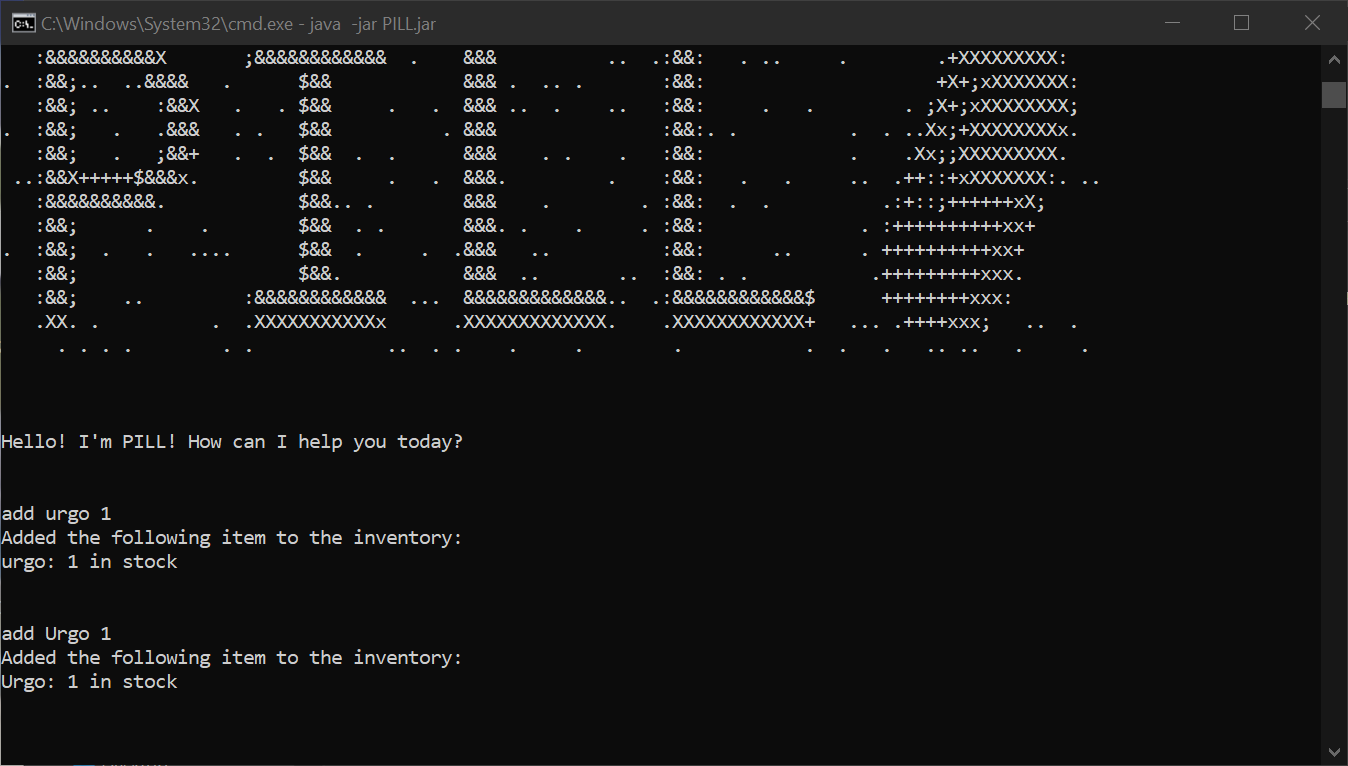 C:\Windows\System32\cmd.exe - java  -jar PILL.jar
   :&&&&&&&&&&X       ;&&&&&&&&&&&&  .    &&&          ..  .:&&:   . ..     .        .+XXXXXXXXX:
.  :&&;..  ..&&&&   .      $&&            &&& .  ... .       :&&:                     +X+;xXXXXXXX:
   :&&; ..    :&&X   .  .  $&&     .   .  &&& ..  .    ..   :&&:     .   .        . ;X+;xXXXXXXXX;
.  :&&;   .   .&&&   . .   $&&          . &&&               :&&:. .          .  . ..Xx;+XXXXXXXXx.
   :&&;   .   ;&&+   .  .  $&&  .  .      &&&    . .    .   :&&:             .    .Xx;;XXXXXXXXX.
 ..:&&X+++++$&&&x.         $&&     .   .  &&&.         .    :&&:   .   .     ..  .++::+xXXXXXXX:. ..
   :&&&&&&&&&&.            $&&.. .        &&&    .        . :&&:  .  .          .:+::;++++++xX;
   :&&;      .    .        $&&  . .       &&&. .    .     . :&&:              . :++++++++++xx+
.  :&&;  .   .   ....      $&&  .     .  .&&&   ..          :&&:      ..      . ++++++++++xx+
   :&&;                    $&&.           &&&  ..       ..  :&&: . .           .+++++++++xxx.
   :&&;    ..         :&&&&&&&&&&&&  ...  &&&&&&&&&&&&&..  .:&&&&&&&&&&&&$      ++++++++xxx:
   .XX. .          .  .XXXXXXXXXXXx      .XXXXXXXXXXXXX.    .XXXXXXXXXXXX+   ... .++++xxx;   ..  .
     . . . .        . .            ..  . .    .     .        .           .  .   .   .. ..   .     .
Hello! I'm PILL! How can I help you today?
add urgo 1
Added the following item to the inventory:
urgo: 1 in stock
add Urgo 1
Added the following item to the inventory:
Urgo: 1 in stock